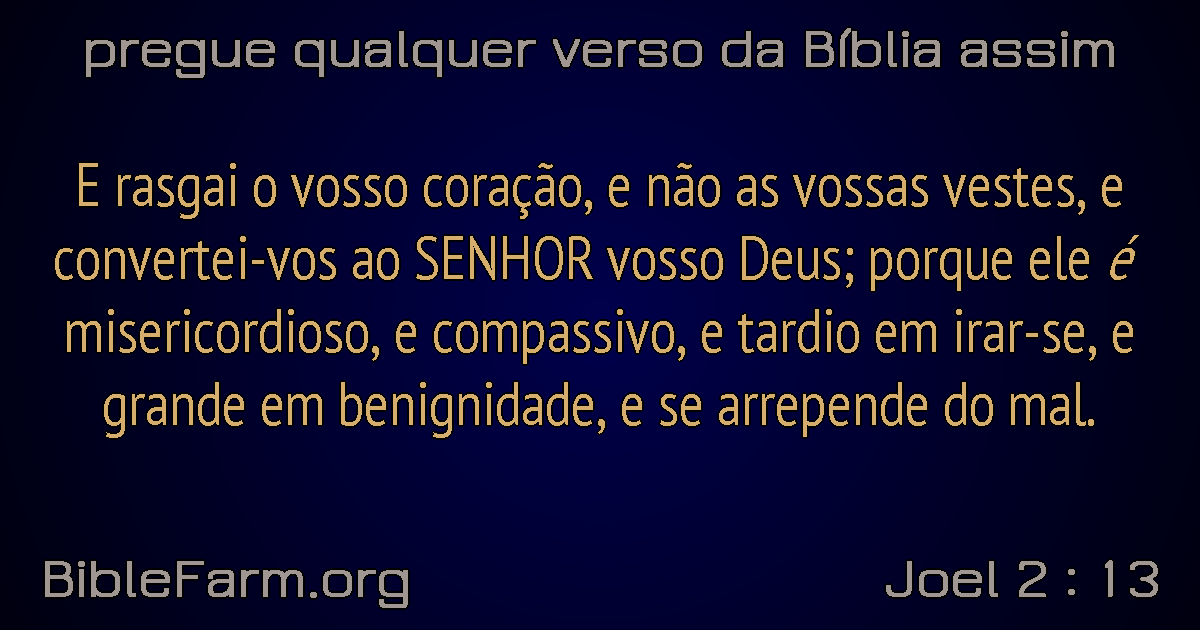 pregue qualquer verso da Bíblia assim
E rasgai o vosso coração, e não as vossas vestes, e
convertei-vos ao SENHOR vosso Deus; porque ele é
misericordioso, e compassivo, e tardio em irar-se, e
grande em benignidade, e se arrepende do mal.
BibleFarm.org
Joel 2 : 13